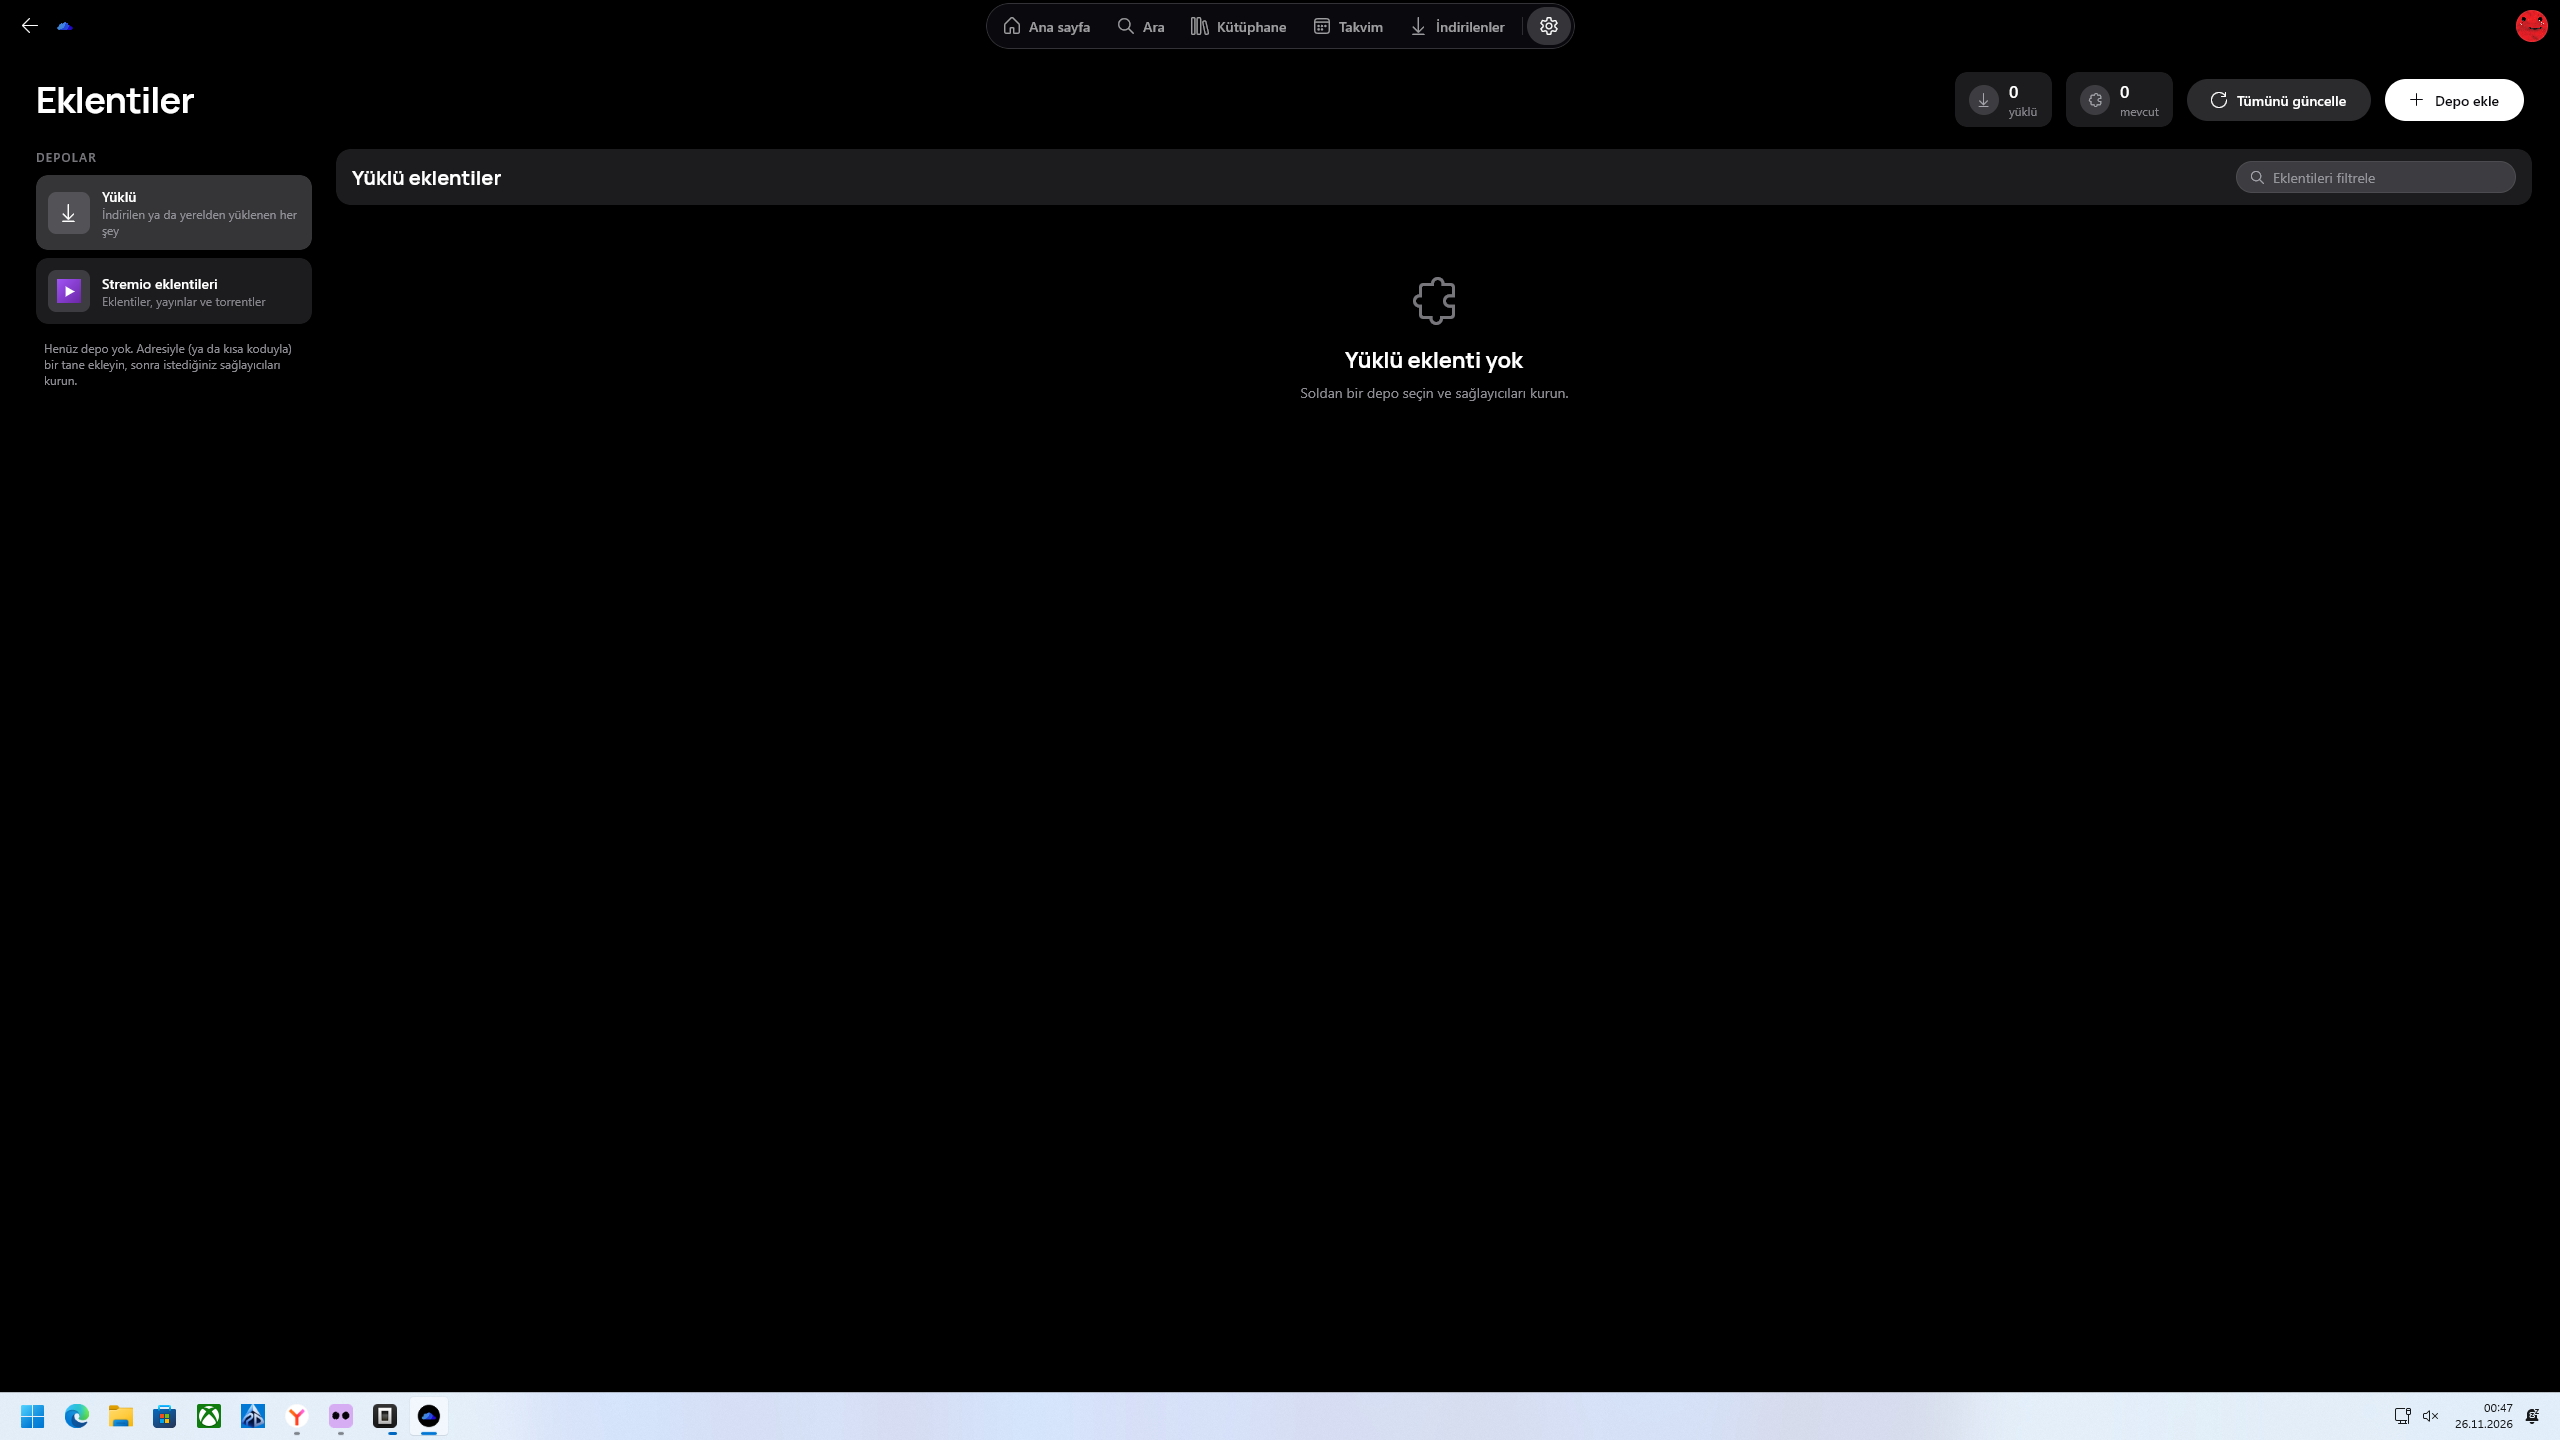 Ana sayfa
Ara
Kütüphane
Takvim
İndirilenler
Eklentiler
0
yüklü
0
mevcut
Tümünü güncelle
Depo ekle
DEPOLAR
Yüklü
İndirilen ya da yerelden yüklenen her
şey
Stremio eklentileri
Eklentiler, yayınlar ve torrentler
Henüz depo yok. Adresiyle (ya da kısa koduyla)
bir tane ekleyin, sonra istediğiniz sağlayıcıları
kurun.
Yüklü eklentiler
Eklentileri filtrele
Yüklü eklenti yok
Soldan bir depo seçin ve sağlayıcıları kurun.
00:47
26.11.2026